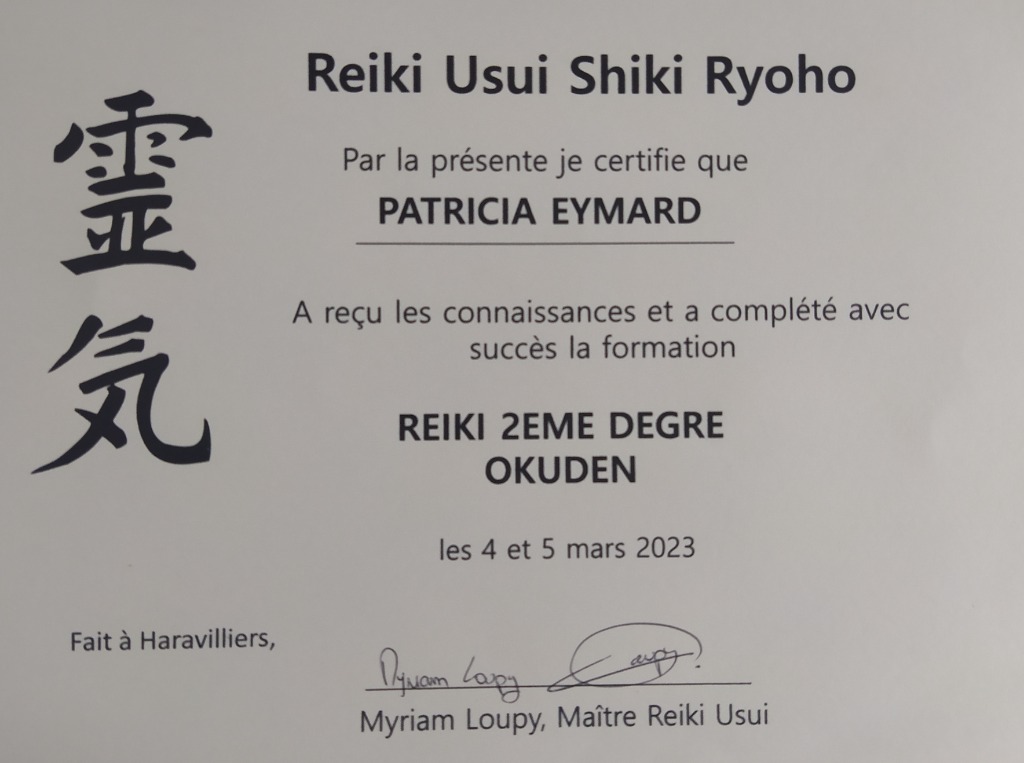 Reiki Usui Shiki Ryoho
霊
気
Par la présente je certifie que
PATRICIA EYMARD
A reçu les connaissances et a complété avec
succès la formation
REIKI 2EME DEGRE
OKUDEN
les 4 et 5 mars 2023
Fait à Haravilliers,
Myriam Loupy Loupy
Myriam Loupy, Maître Reiki Usui